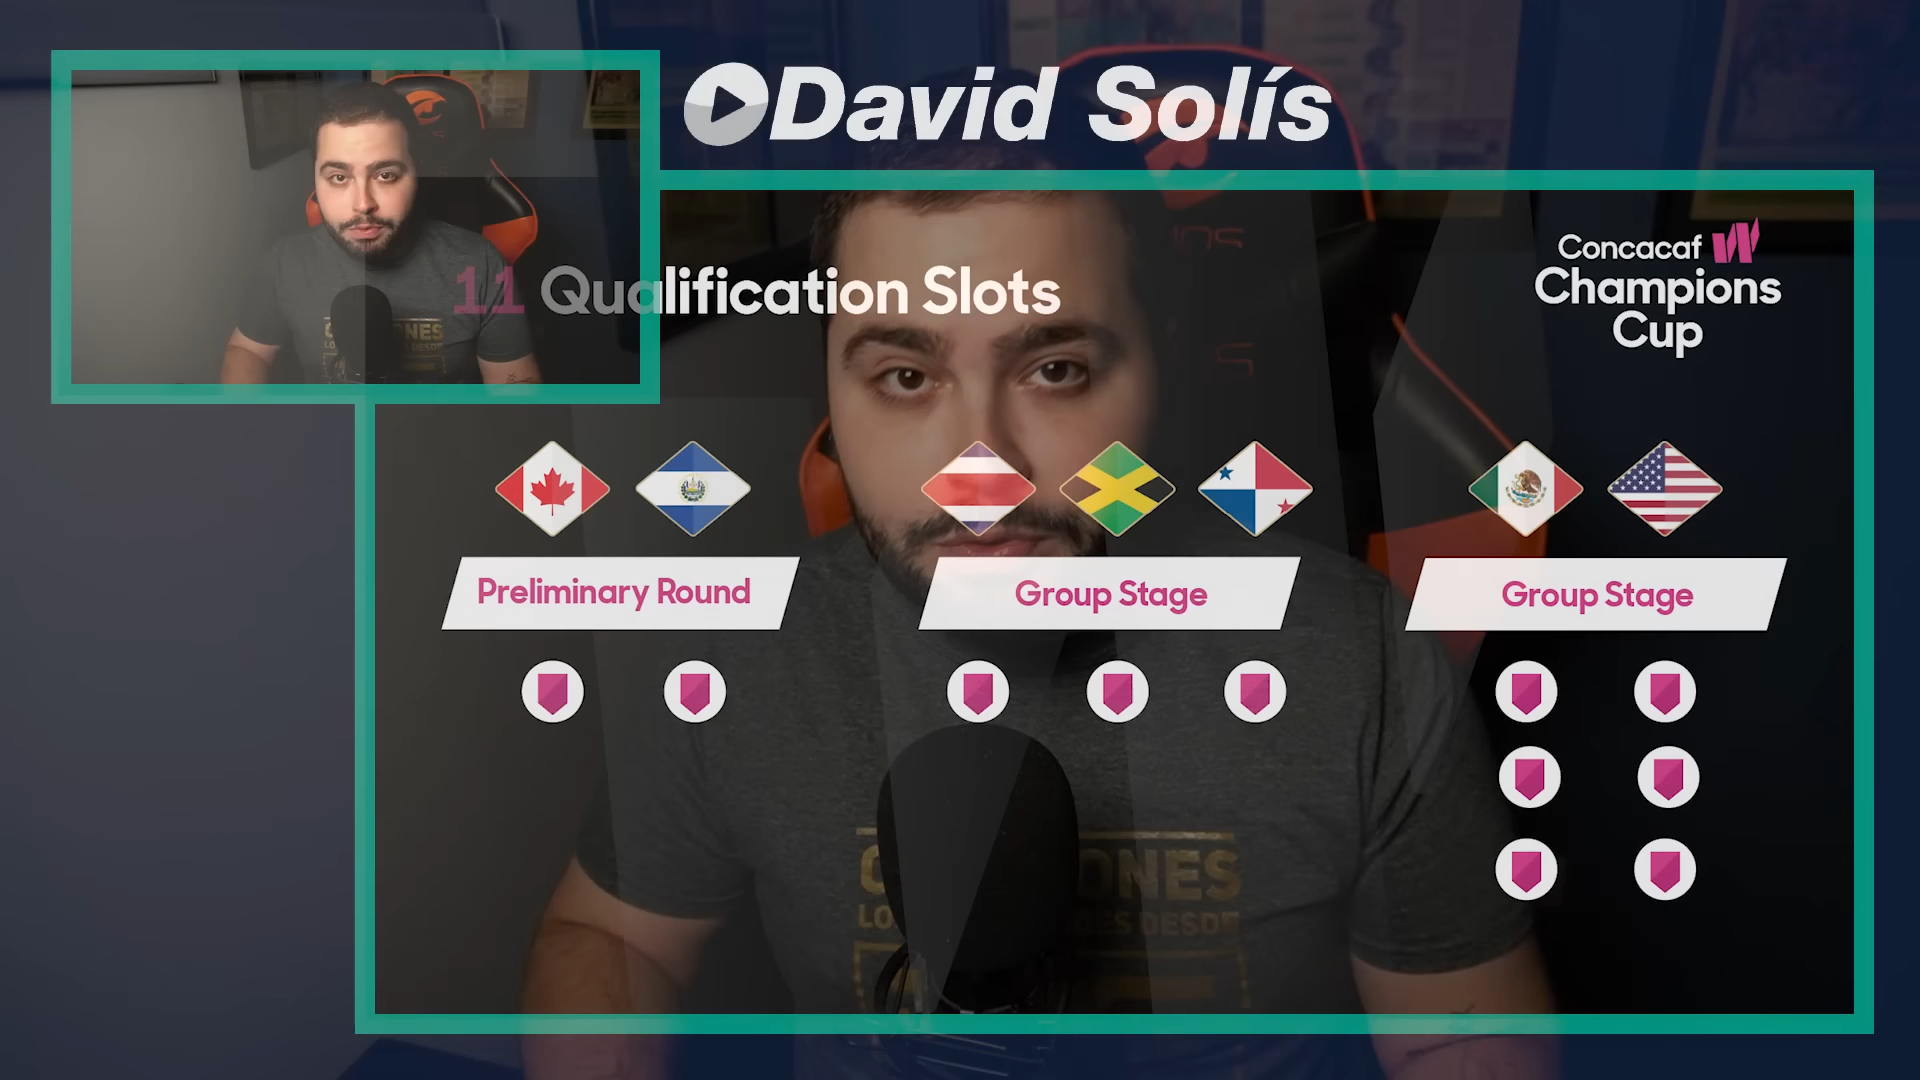 David Solís
11 Qualification Slots
Concacaf W
Champions
Cup
Preliminary Round
Group Stage
Group Stage